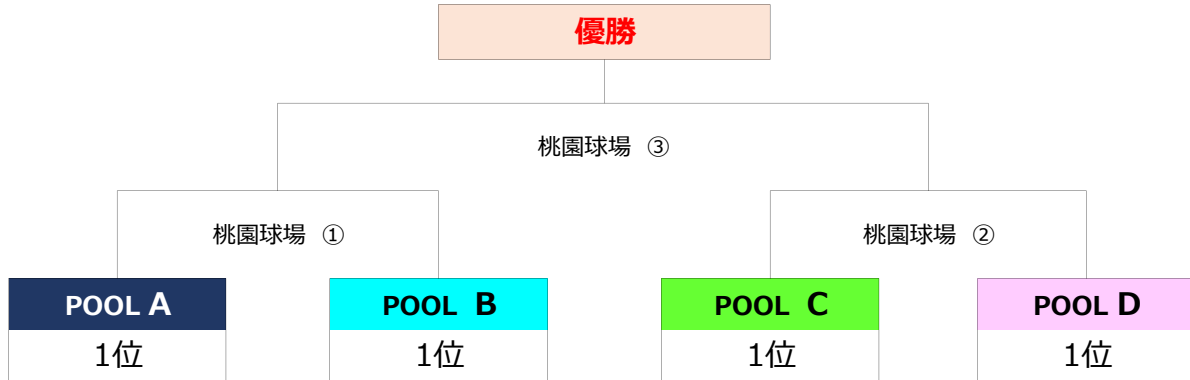 優勝
桃園球場 ③
桃園球場 ①
桃園球場 ②
POOL A
POOL B
POOL C
POOL D
1位
1位
1位
1位